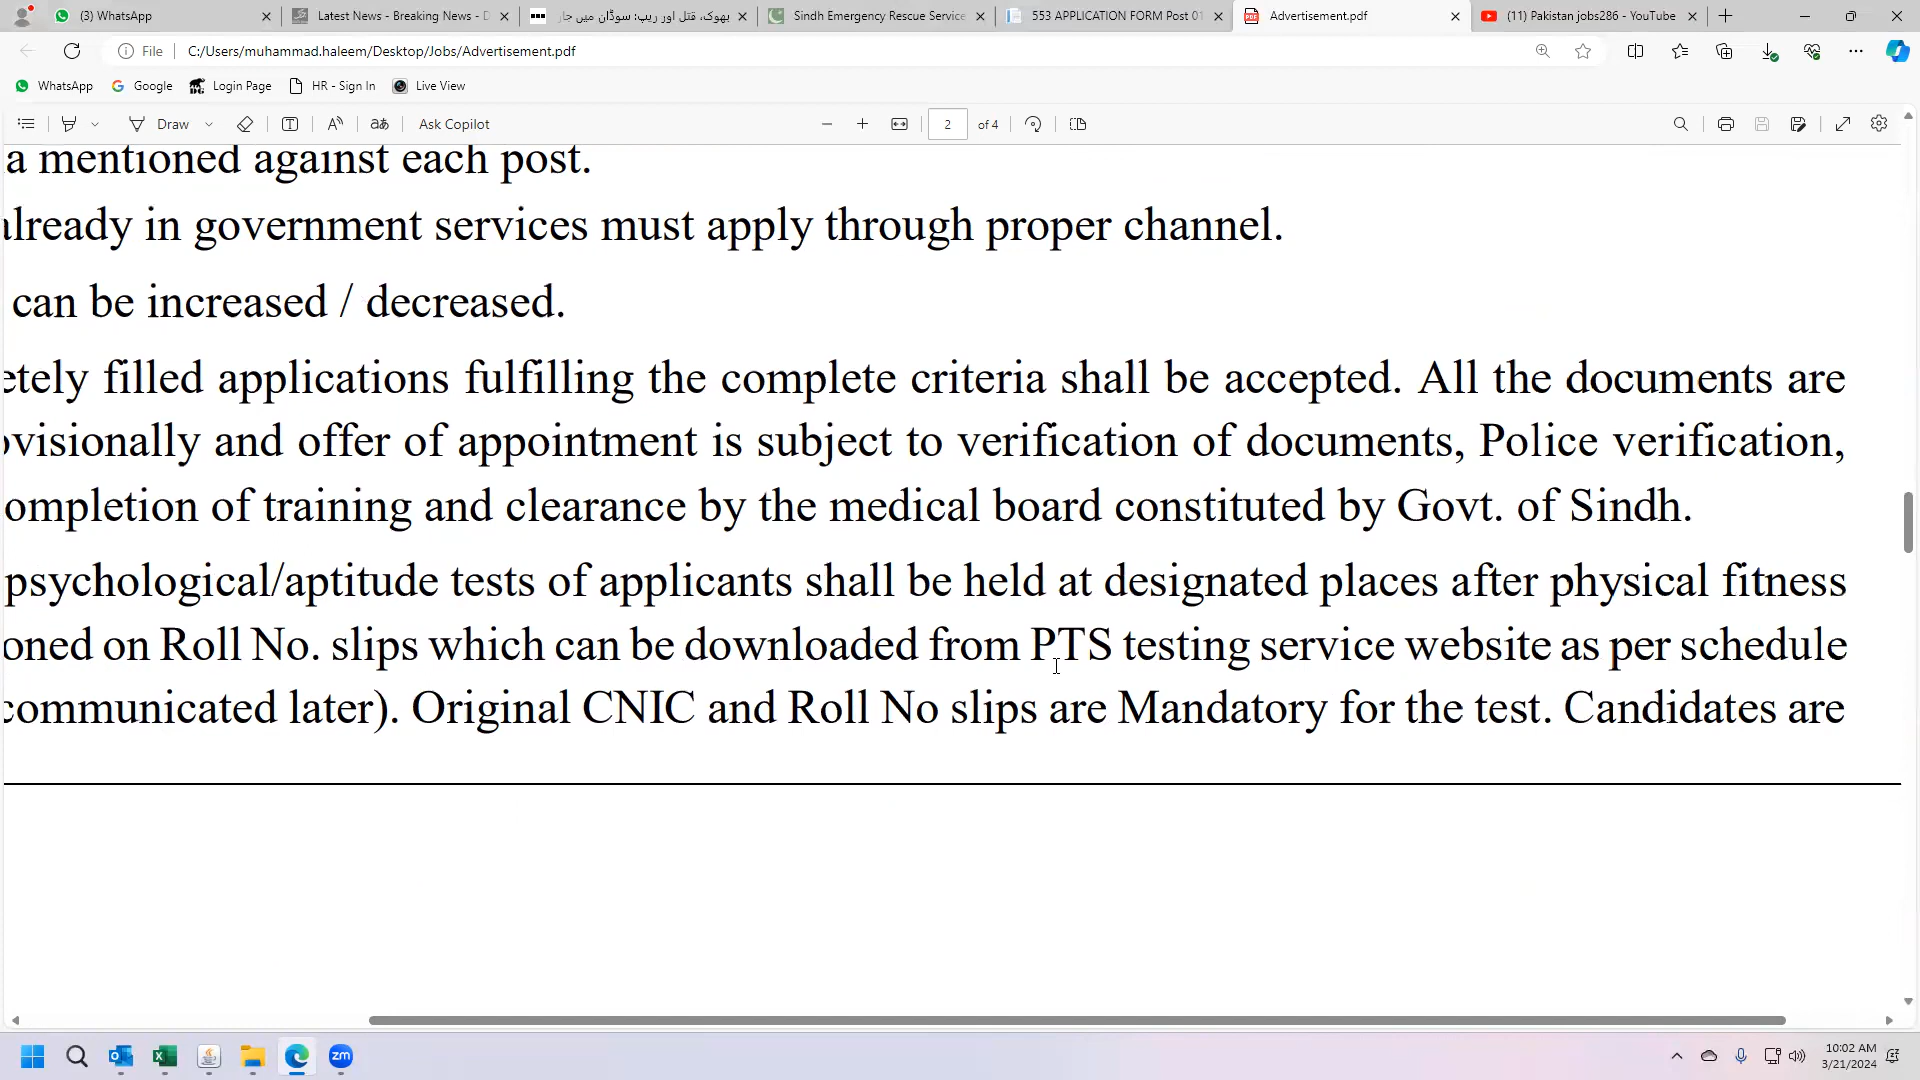 (3) WhatsApp
Latest News - Breaking News - D
بھوک، قتل اور ریپ: سوڈان میں جار
Sindh Emergency Rescue Service
553 APPLICATION FORM Post 01
Advertisement.pdf
(11) Pakistan jobs286 - YouTube
File
C:/Users/muhammad.haleem/Desktop/Jobs/Advertisement.pdf
WhatsApp
Google
Login Page
HR - Sign In
Live View
Draw
Ask Copilot
2 of 4
a mentioned against each post.
already in government services must apply through proper channel.
can be increased / decreased.
etely filled applications fulfilling the complete criteria shall be accepted. All the documents are
ovisionally and offer of appointment is subject to verification of documents, Police verification,
ompletion of training and clearance by the medical board constituted by Govt. of Sindh.
psychological/aptitude tests of applicants shall be held at designated places after physical fitness
oned on Roll No. slips which can be downloaded from PTS testing service website as per schedule
communicated later). Original CNIC and Roll No slips are Mandatory for the test. Candidates are
zm
10:02 AM
3/21/2024